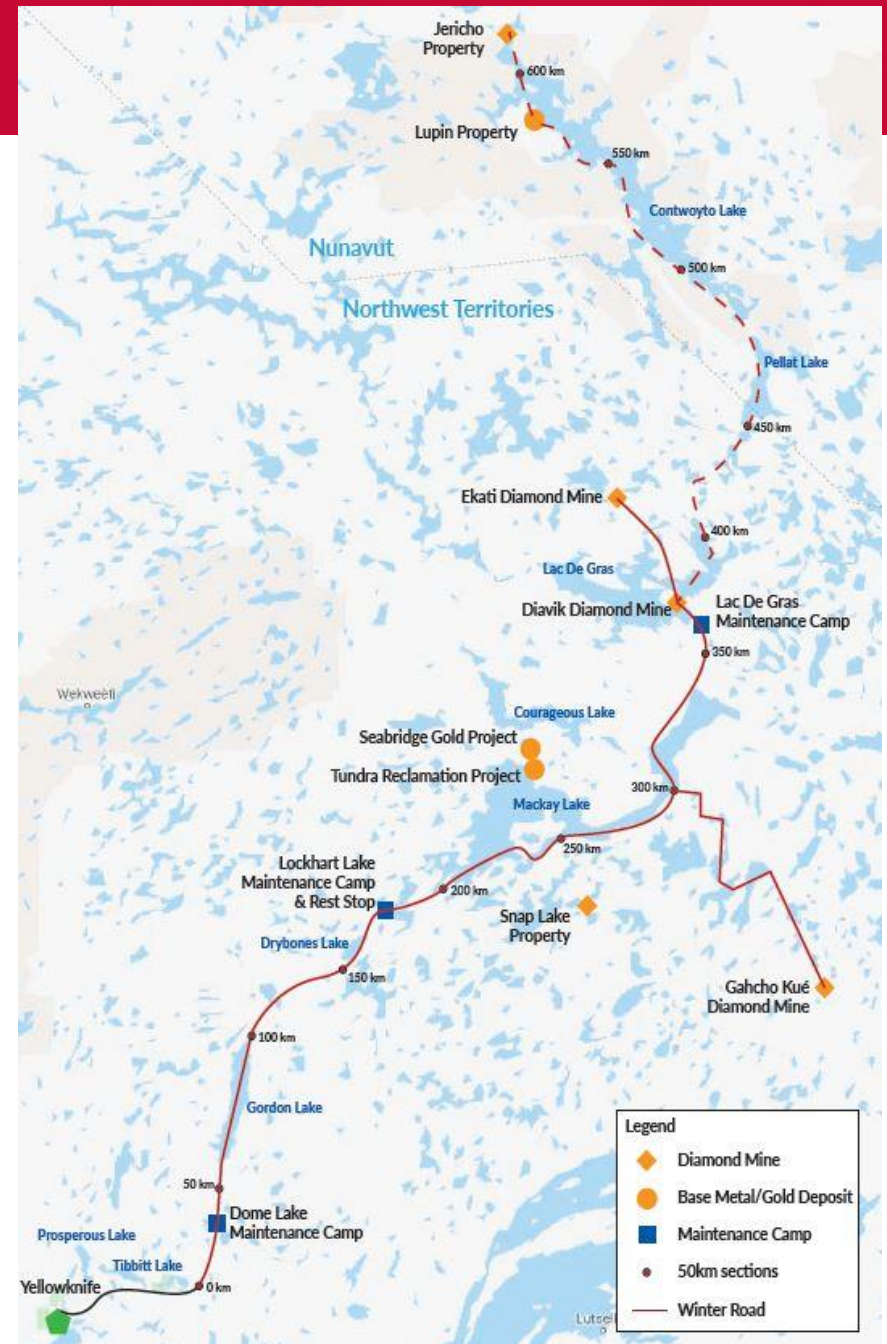 Jericho
Property
600 km
Lupin Property
550 km
Contwoyto Lake
Nunavut
500 km
Northwest Territories
Pellat Lake
450 km
Ekati Diamond Mine
400 km
Lac De Gras
Diavik Diamond Mine
Lac De Gras
Maintenance Camp
350 km
Wekweètì
Courageous Lake
Seabridge Gold Project
Tundra Reclamation Project
300 km
Mackay Lake
250 km
Lockhart Lake
Maintenance Camp
& Rest Stop
200 km
Snap Lake
Property
Drybones Lake
150 km
Gahcho Kué
Diamond Mine
100 km
Gordon Lake
50 km
Dome Lake
Maintenance Camp
Prosperous Lake
Tibbitt Lake
0 km
Yellowknife
Legend
Diamond Mine
Base Metal/Gold Deposit
Maintenance Camp
50km sections
Winter Road